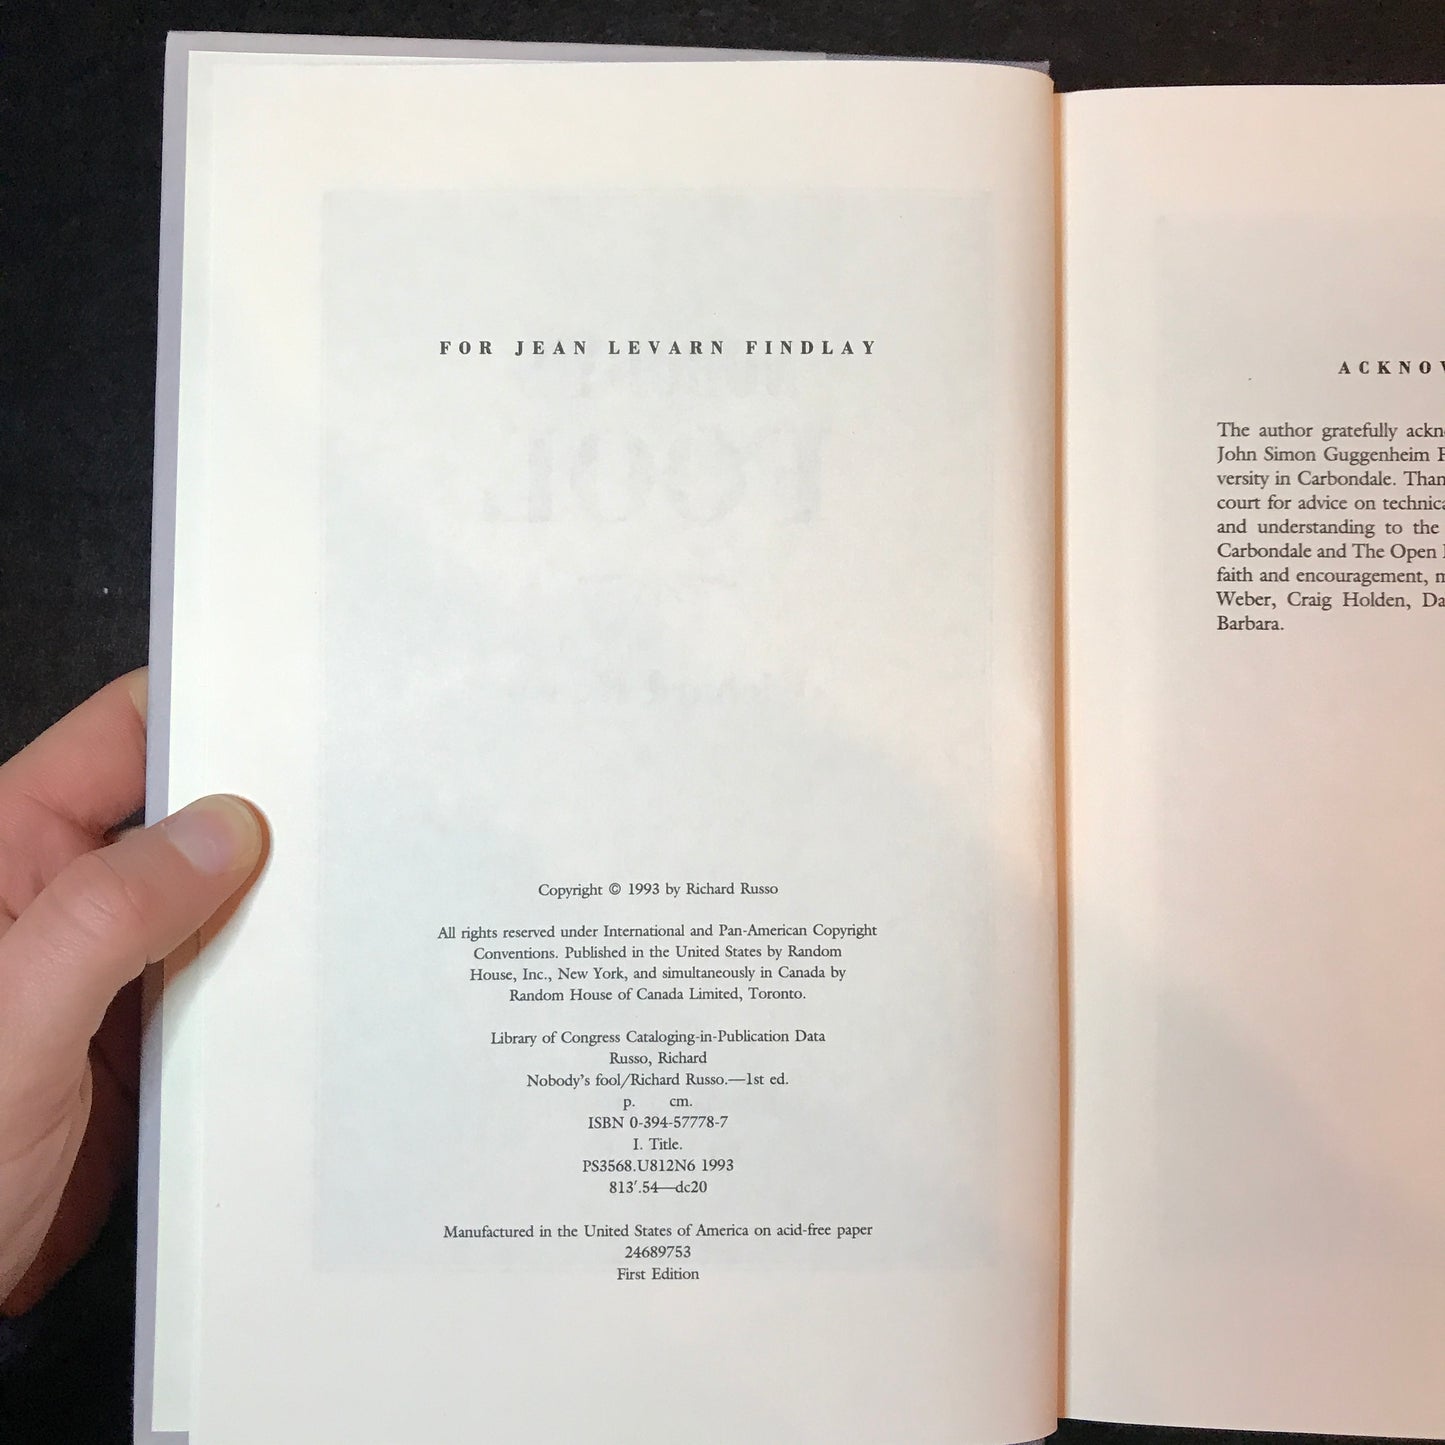 FOR JEAN LEVARN FINDLAY
Copyright © 1993 by Richard Russo
All rights reserved under International and Pan-American Copyright
Conventions. Published in the United States by Random
House, Inc., New York, and simultaneously in Canada by
Random House of Canada Limited, Toronto.
Library of Congress Cataloging-in-Publication Data
Russo, Richard
Nobody's fool/Richard Russo.—1st ed.
p. cm.
ISBN 0-394-57778-7
I. Title.
PS3568.U812N6 1993
813′.54—dc20
Manufactured in the United States of America on acid-free paper
24689753
First Edition
The author gratefully
John Simon Guggenheim
versity in Carbondale.
court for advice on
and understanding to the
Carbondale and The Open
faith and encouragement,
Weber, Craig Holden,
Barbara.